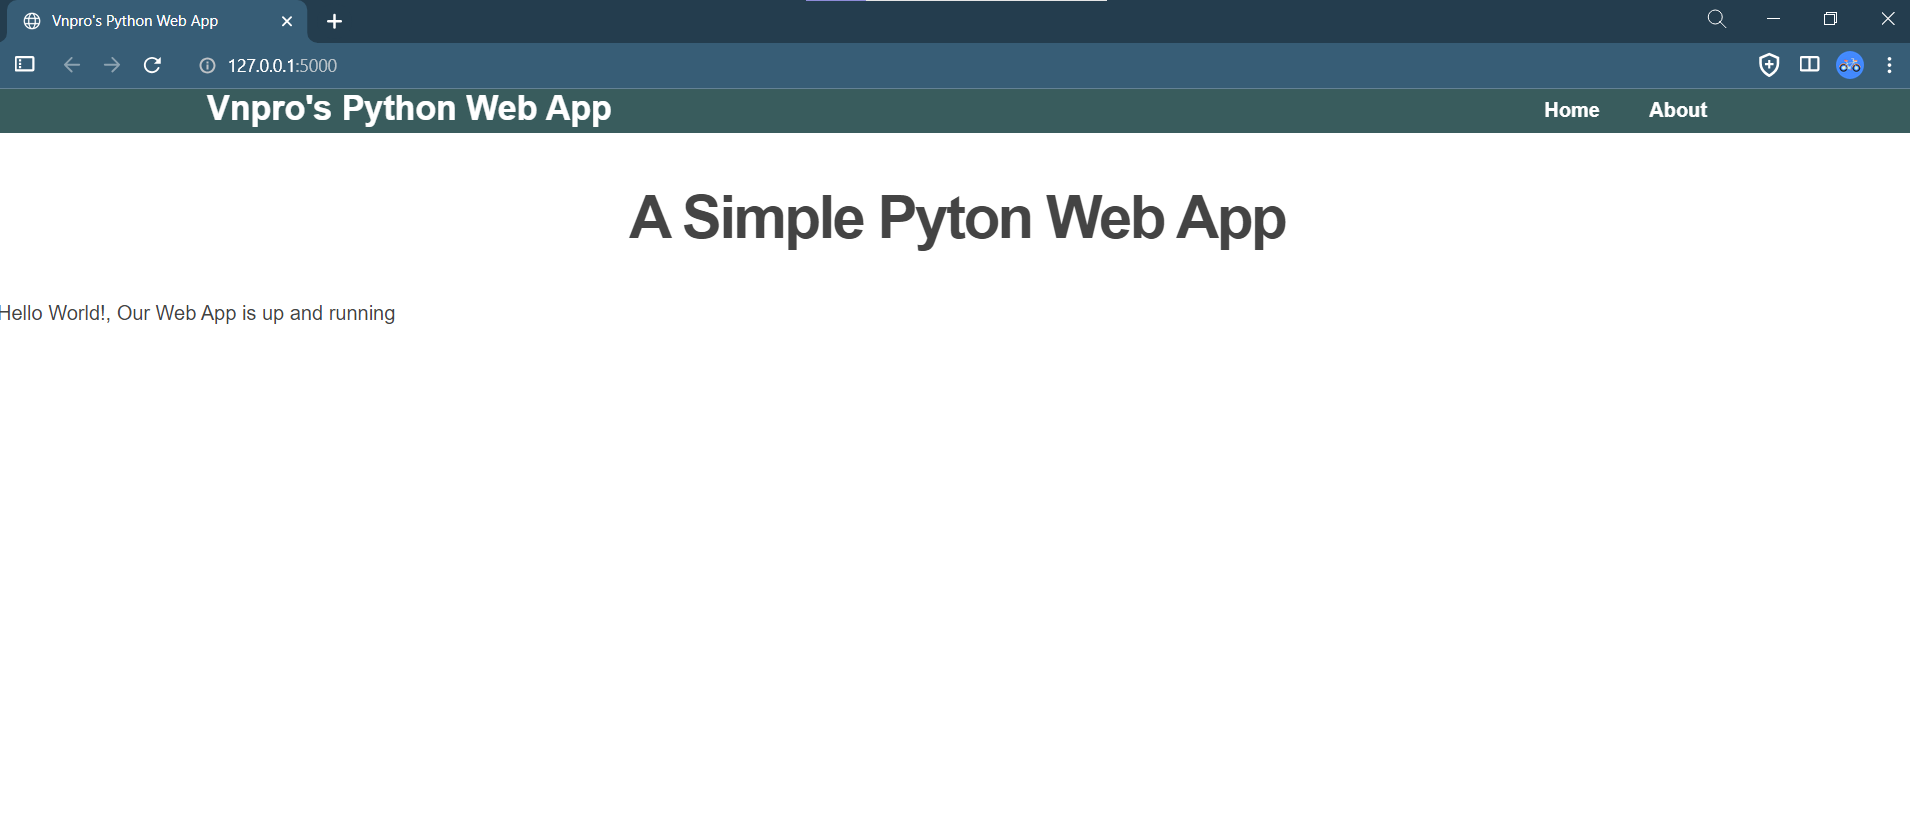 Vnpro's Python Web App
127.0.0.1:5000
Vnpro's Python Web App Home About
A Simple Pyton Web App
Hello World!, Our Web App is up and running